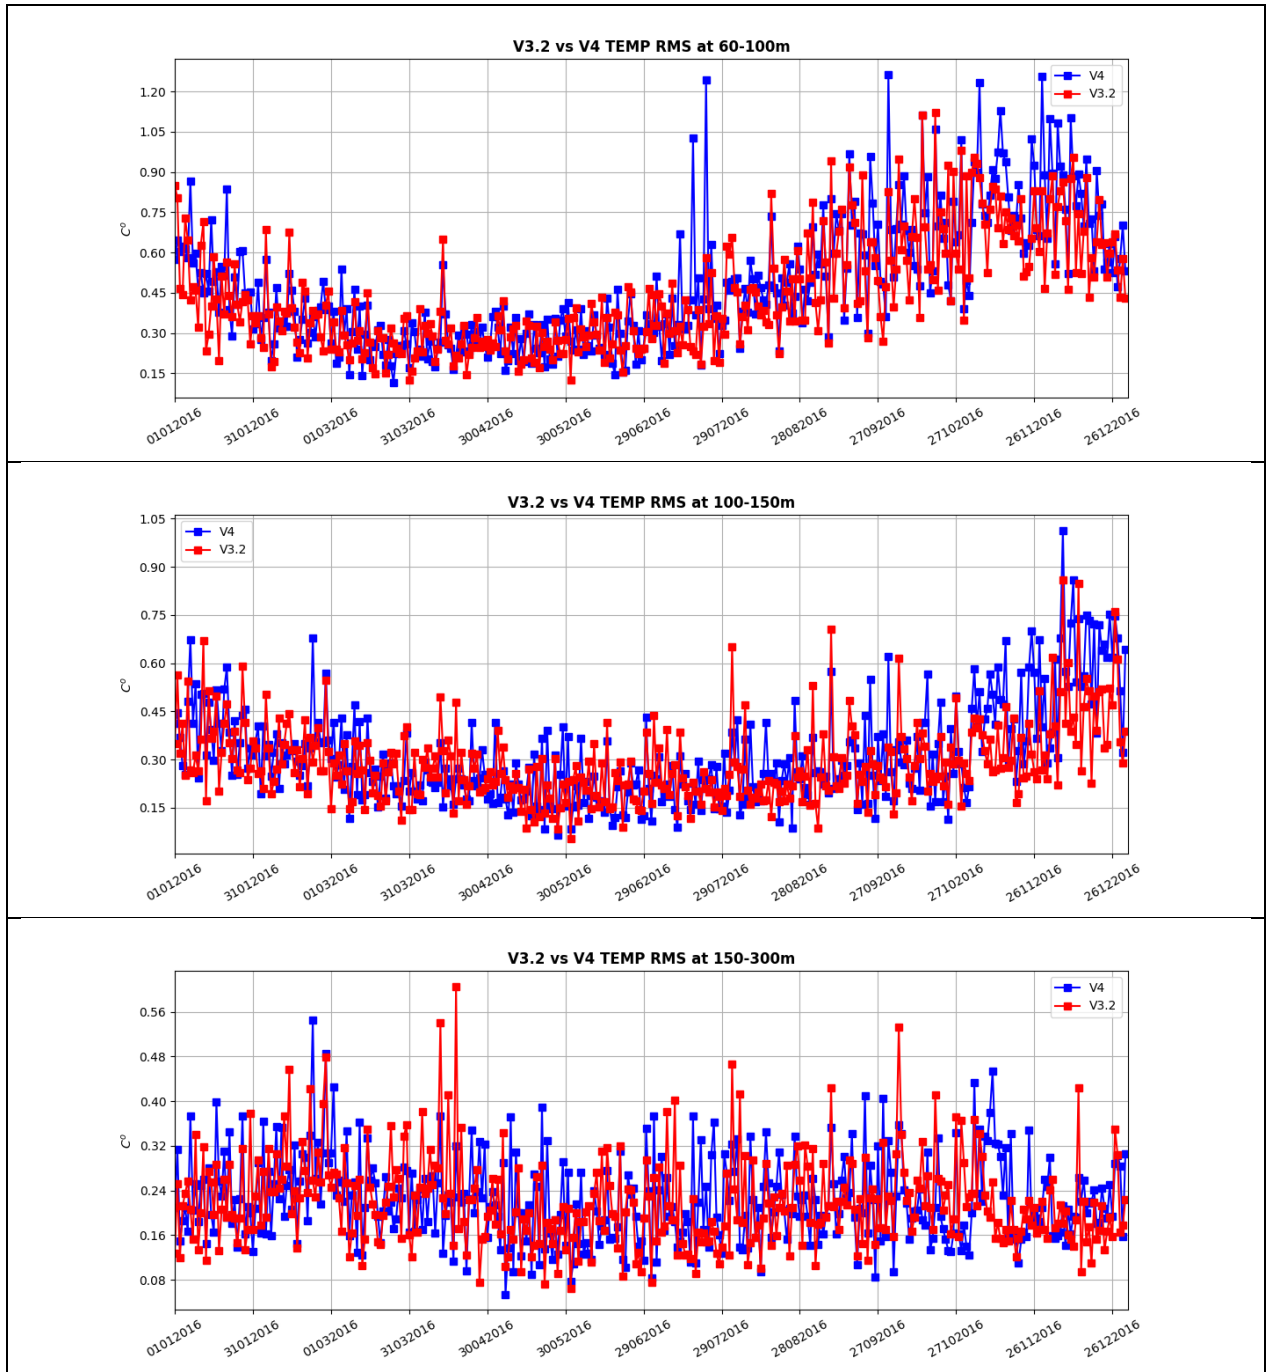 V3.2 vs V4 TEMP RMS at 60-100m
V4
V3.2
1.20
1.05
0.90
0.75
0.60
0.45
0.30
0.15
C°
01012016 31012016 01032016 31032016 30042016 30052016 29062016 29072016 28082016 27092016 27102016 26112016 26122016
V3.2 vs V4 TEMP RMS at 100-150m
V4
V3.2
1.05
0.90
0.75
0.60
0.45
0.30
0.15
C°
01012016 31012016 01032016 31032016 30042016 30052016 29062016 29072016 28082016 27092016 27102016 26112016 26122016
V3.2 vs V4 TEMP RMS at 150-300m
V4
V3.2
0.56
0.48
0.40
0.32
0.24
0.16
0.08
C°
01012016 31012016 01032016 31032016 30042016 30052016 29062016 29072016 28082016 27092016 27102016 26112016 26122016